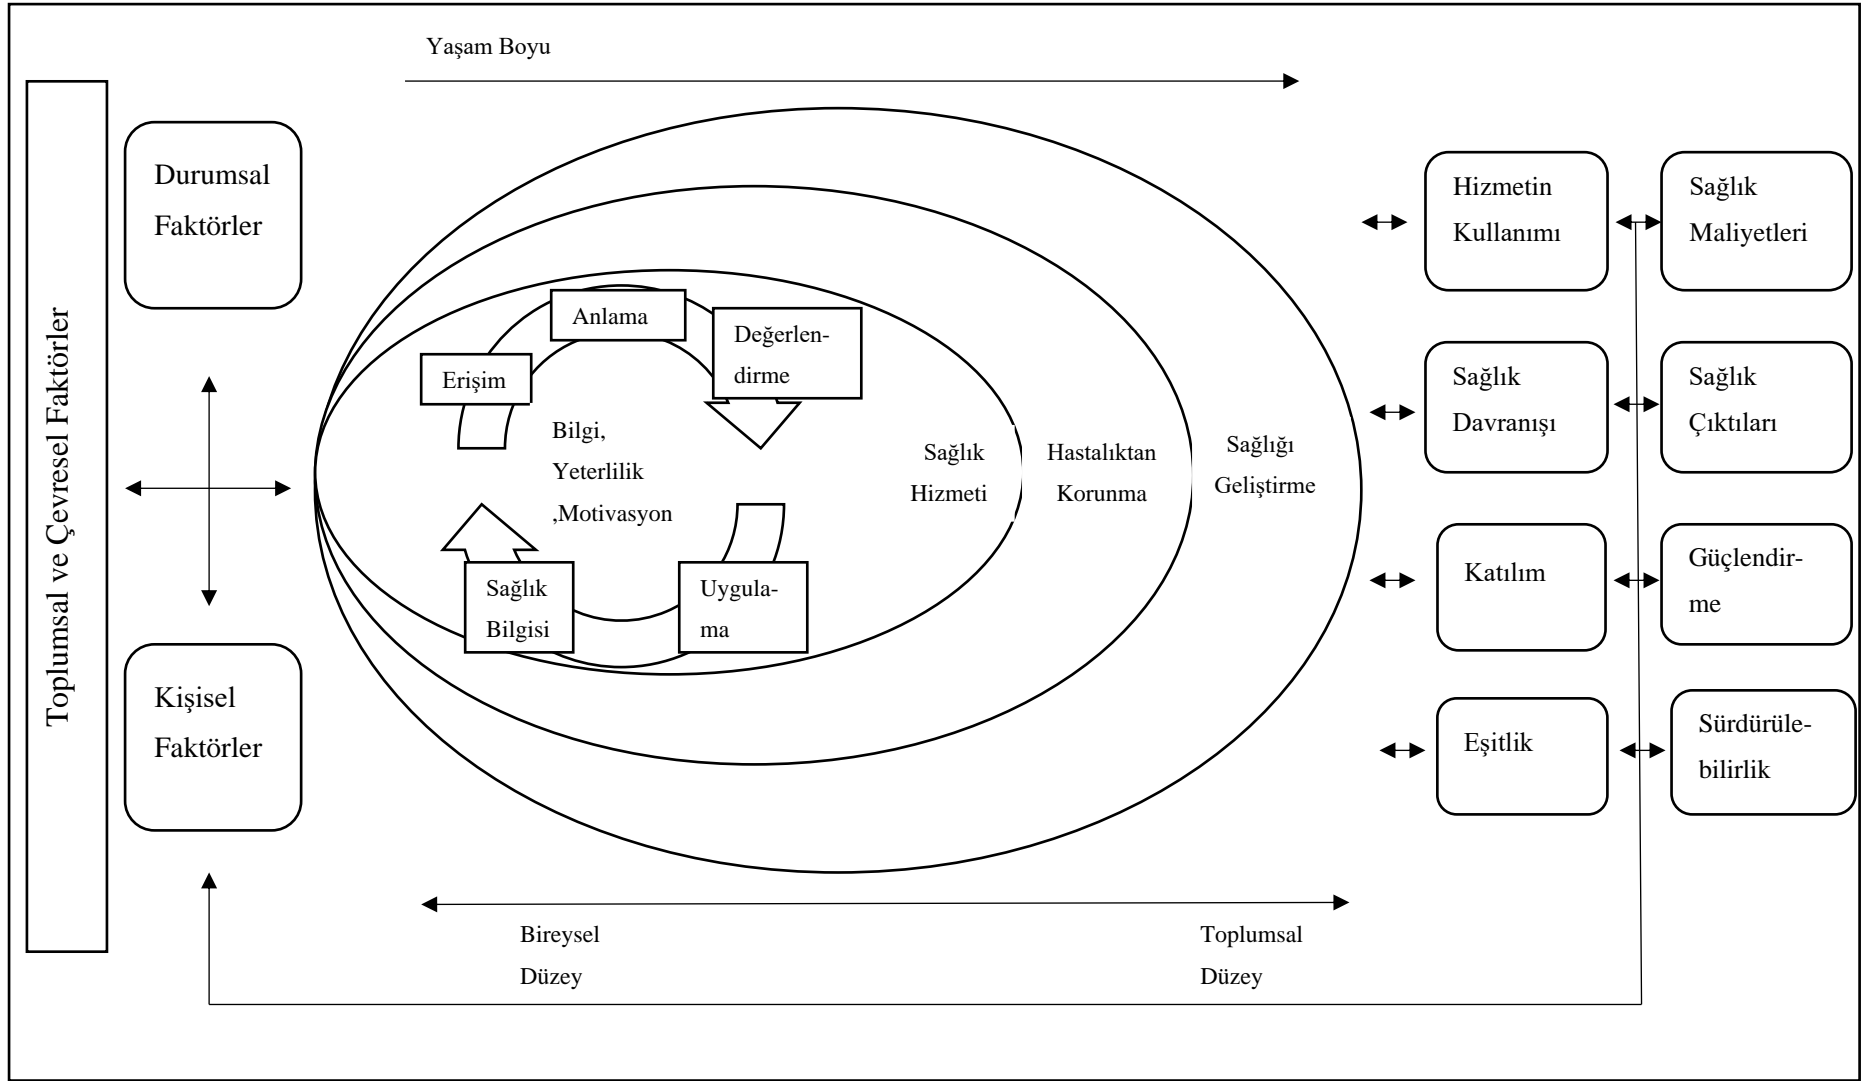 Yaşam Boyu
Toplumsal ve Çevresel Faktörler
Durumsal
Faktörler
Kişisel
Faktörler
Erişim
Anlama
Değerlen-
dirme
Bilgi,
Yeterlilik
,Motivasyon
Sağlık
Bilgisi
Uygula-
ma
Sağlık
Hizmeti
Hastalıktan
Korunma
Sağlığı
Geliştirme
Hizmetin
Kullanımı
Sağlık
Maliyetleri
Sağlık
Davranışı
Sağlık
Çıktıları
Katılım
Güçlendir-
me
Eşitlik
Sürdürüle-
bilirlik
Bireysel
Düzey
Toplumsal
Düzey